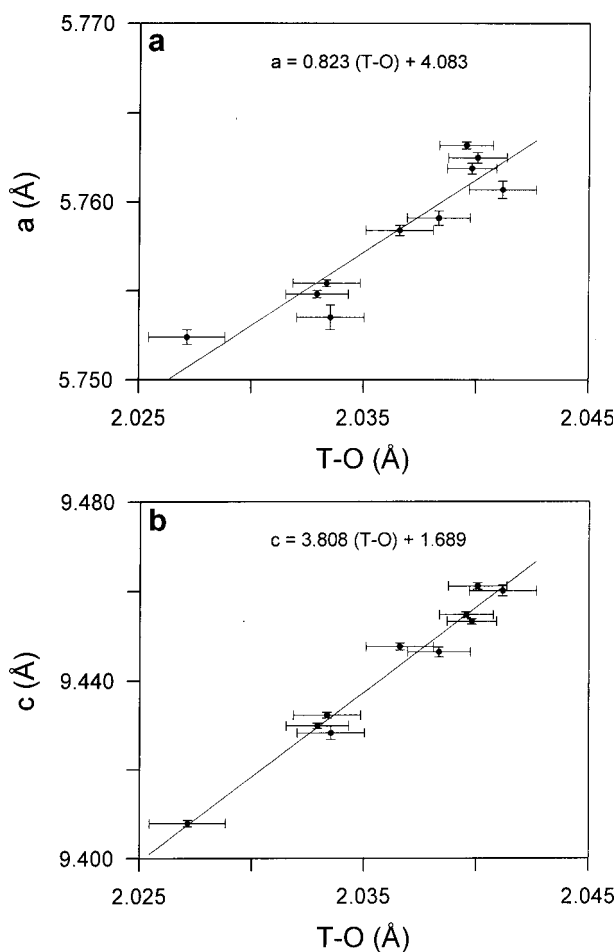 a
a = 0.823 (T-O) + 4.083
5.770
5.760
5.750
a (Å)
2.025
2.035
2.045
T-O (Å)
b
c = 3.808 (T-O) + 1.689
9.480
9.440
9.400
c (Å)
2.025
2.035
2.045
T-O (Å)